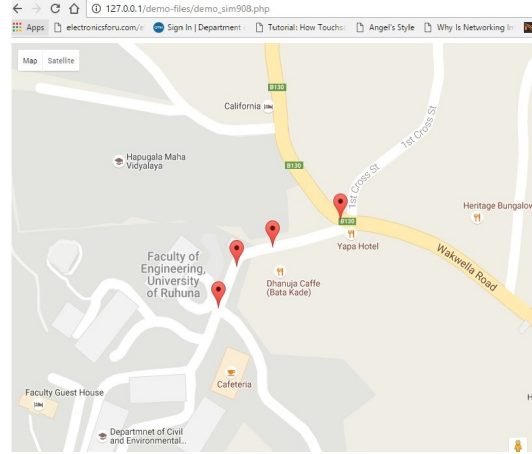 127.0.0.1/demo-files/demo_sim908.php
Apps electronicsforu.com/e Sign In | Department Tutorial: How Touchsc Angel's Style Why Is Networking In
Map Satellite
California
B130
1st Cross St
B130
Hapugala Maha
Vidyalaya
1st Cross St
Heritage Bungalow
B130
Yapa Hotel
Wakwella Road
Faculty of
Engineering,
University
of Ruhuna
Dhanuja Caffe
(Bata Kade)
Cafeteria
Faculty Guest House
H
Departmnet of Civil
and Environmental...